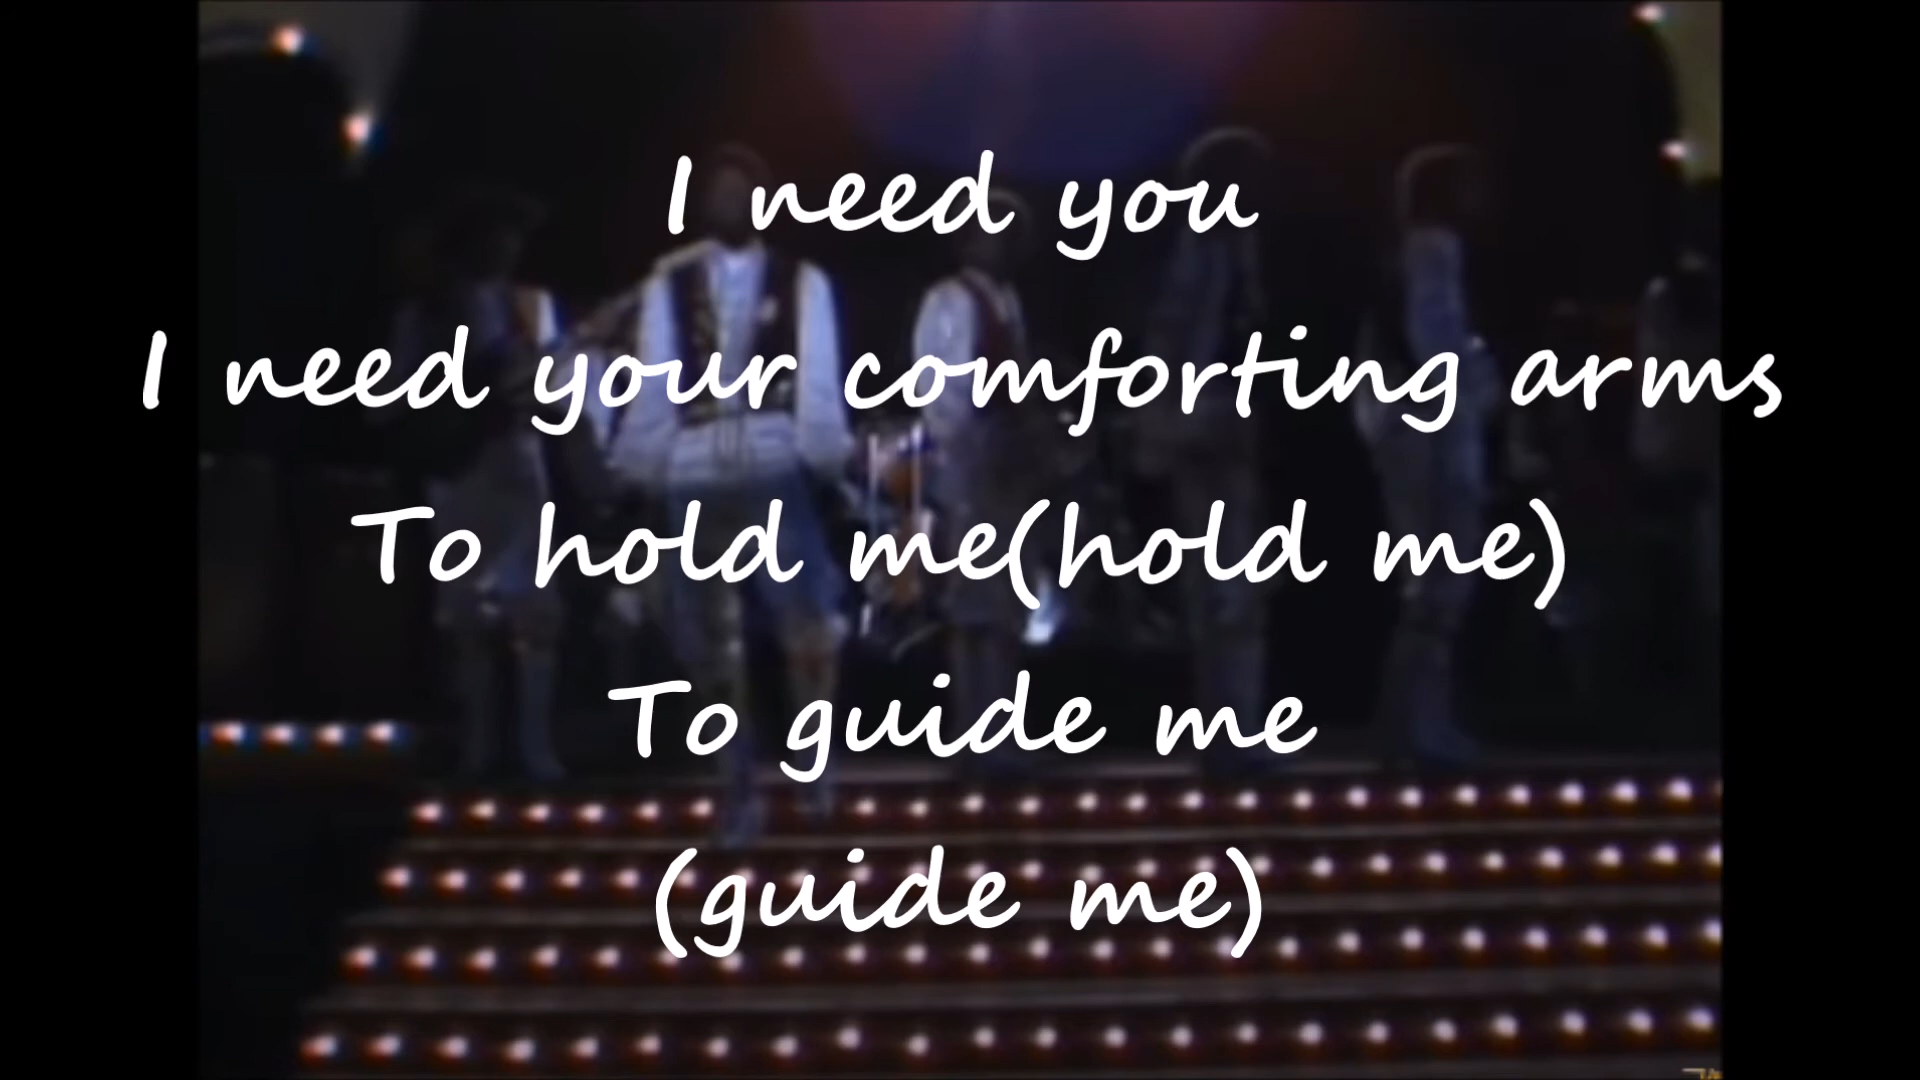 I need you
I need your comforting arms
To hold me(hold me)
To guide me
(guide me)